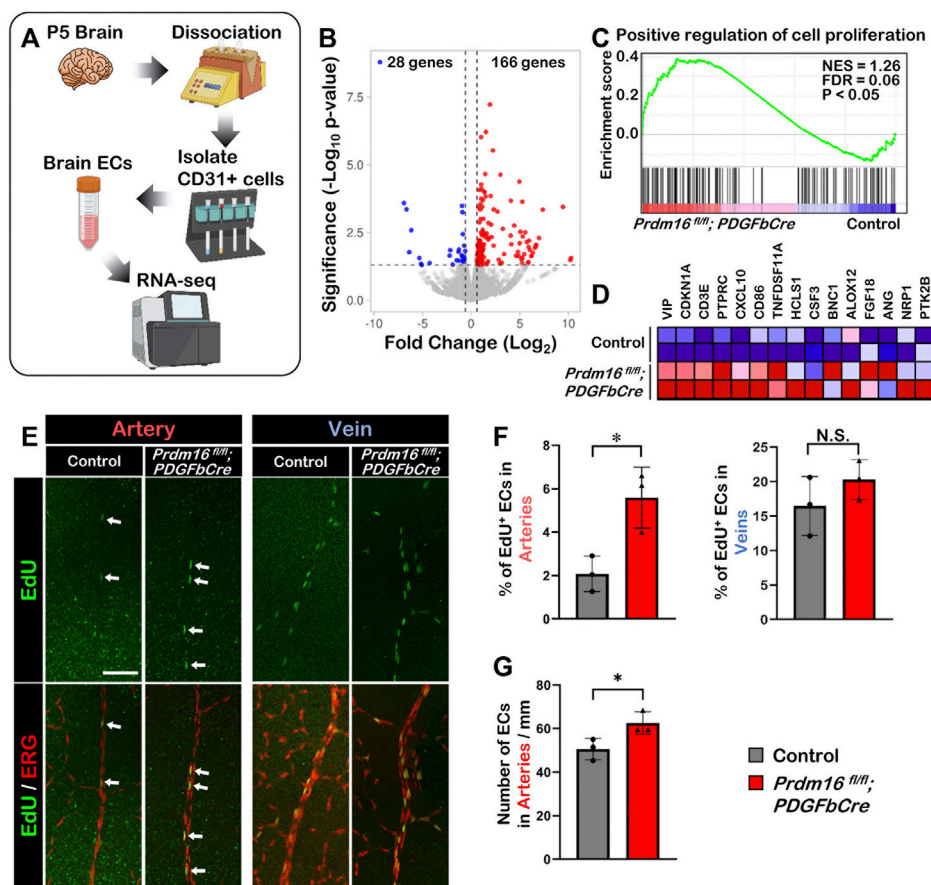 A
P5 Brain
Dissociation
Brain ECs
Isolate
CD31+ cells
RNA-seq
B
28 genes
166 genes
Significance (-Log10 p-value)
7.5
5.0
2.5
0.0
-10
-5
0
5
10
Fold Change (Log2)
C
Positive regulation of cell proliferation
NES = 1.26
FDR = 0.06
P < 0.05
Enrichment score
0.4
0.2
0.0
Prdm16 fl/fl; PDGFbCre
Control
D
VIP
CDKN1A
CD3E
PTPRC
CXCL10
CD86
TNFDSF11A
HCLS1
CSF3
BNC1
ALOX12
FGF18
ANG
NRP1
PTK2B
Control
Prdm16 fl/fl;
PDGFbCre
E
Artery
Vein
Control
Prdm16 fl/fl;
PDGFbCre
Control
Prdm16 fl/fl;
PDGFbCre
EdU
EdU / ERG
F
% of EdU+ ECs in
Arteries
8
6
4
2
0
*
% of EdU+ ECs in
Veins
25
20
15
10
5
0
N.S.
G
Number of ECs
in Arteries / mm
80
60
40
20
0
*
Control
Prdm16 fl/fl;
PDGFbCre